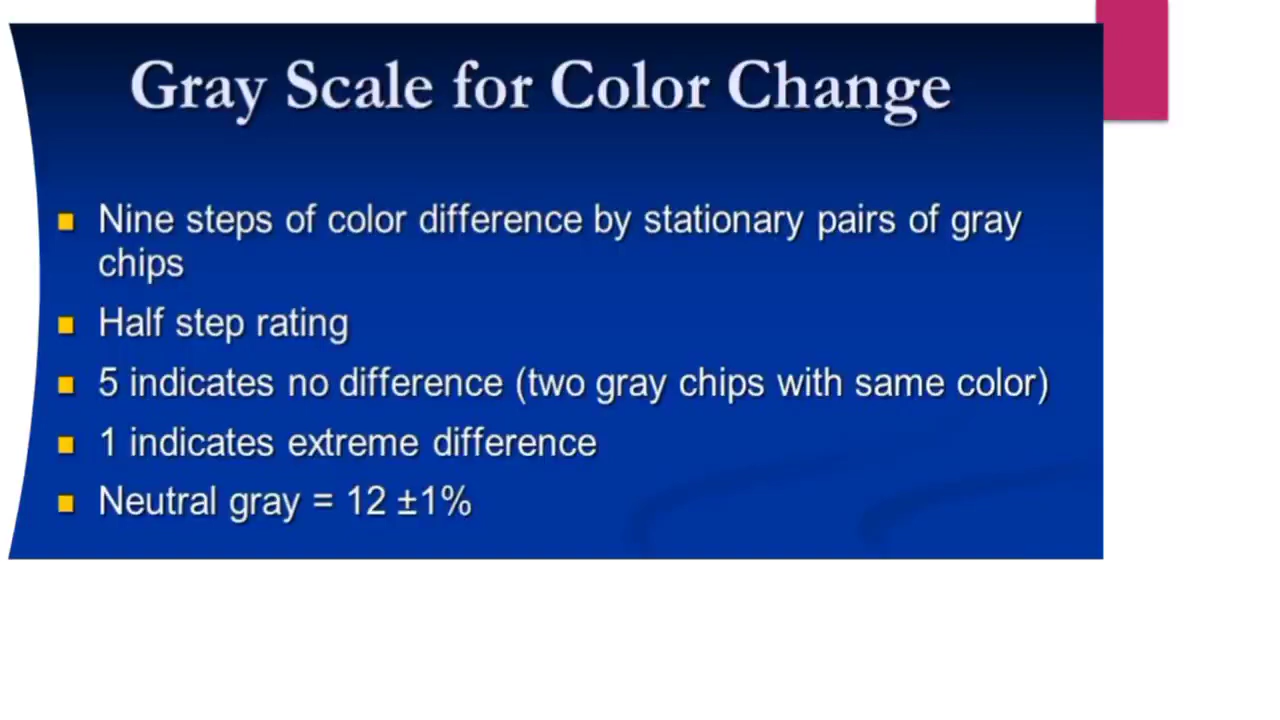 Gray Scale for Color Change
Nine steps of color difference by stationary pairs of gray
chips
Half step rating
5 indicates no difference (two gray chips with same color)
1 indicates extreme difference
Neutral gray = 12 ±1%